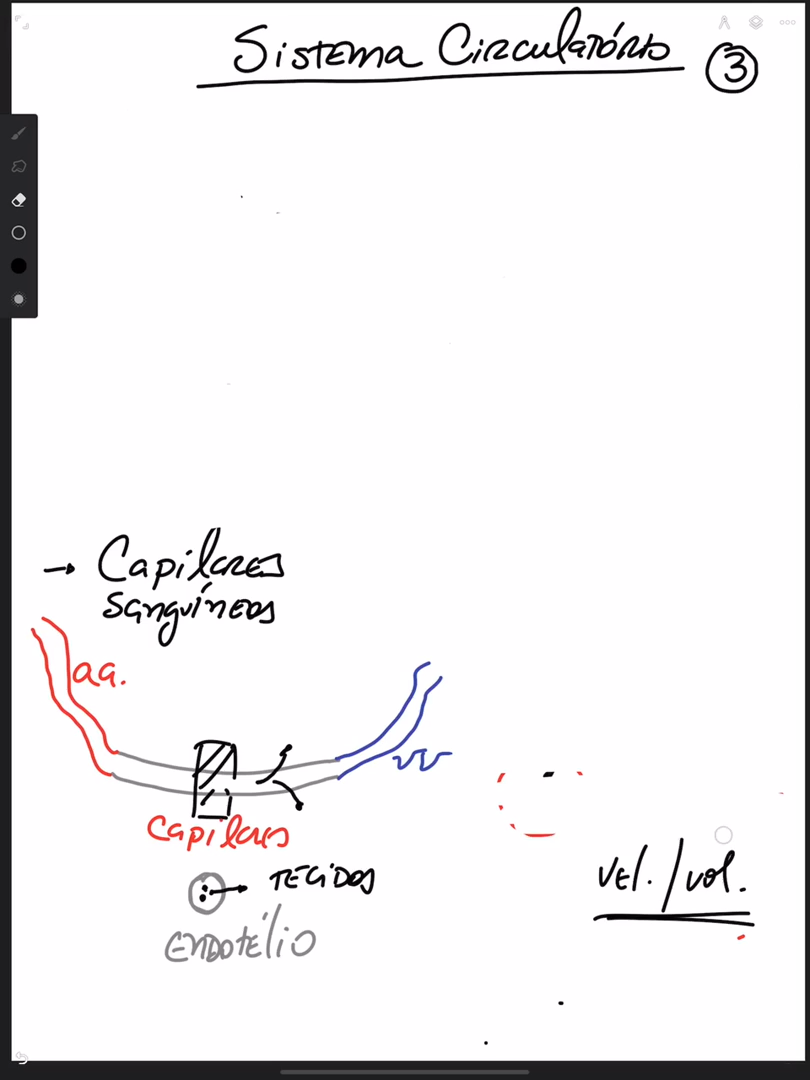 Sistema Circulatório 3
→ Capilares
sanguíneos
aa.
vv
Capilares
→ TECIDOS
ENDOTÉLIO
VEL. / vol.